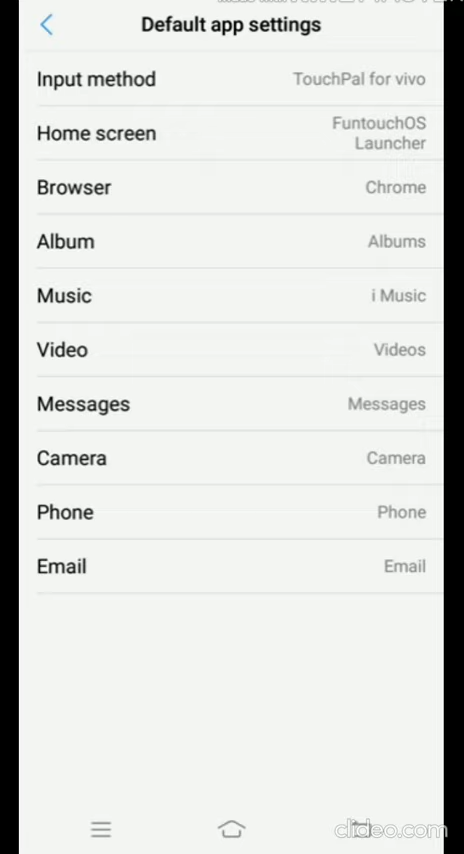 Default app settings
Input method TouchPal for vivo
Home screen FuntouchOS
Launcher
Browser Chrome
Album Albums
Music i Music
Video Videos
Messages Messages
Camera Camera
Phone Phone
Email Email
clideo.com